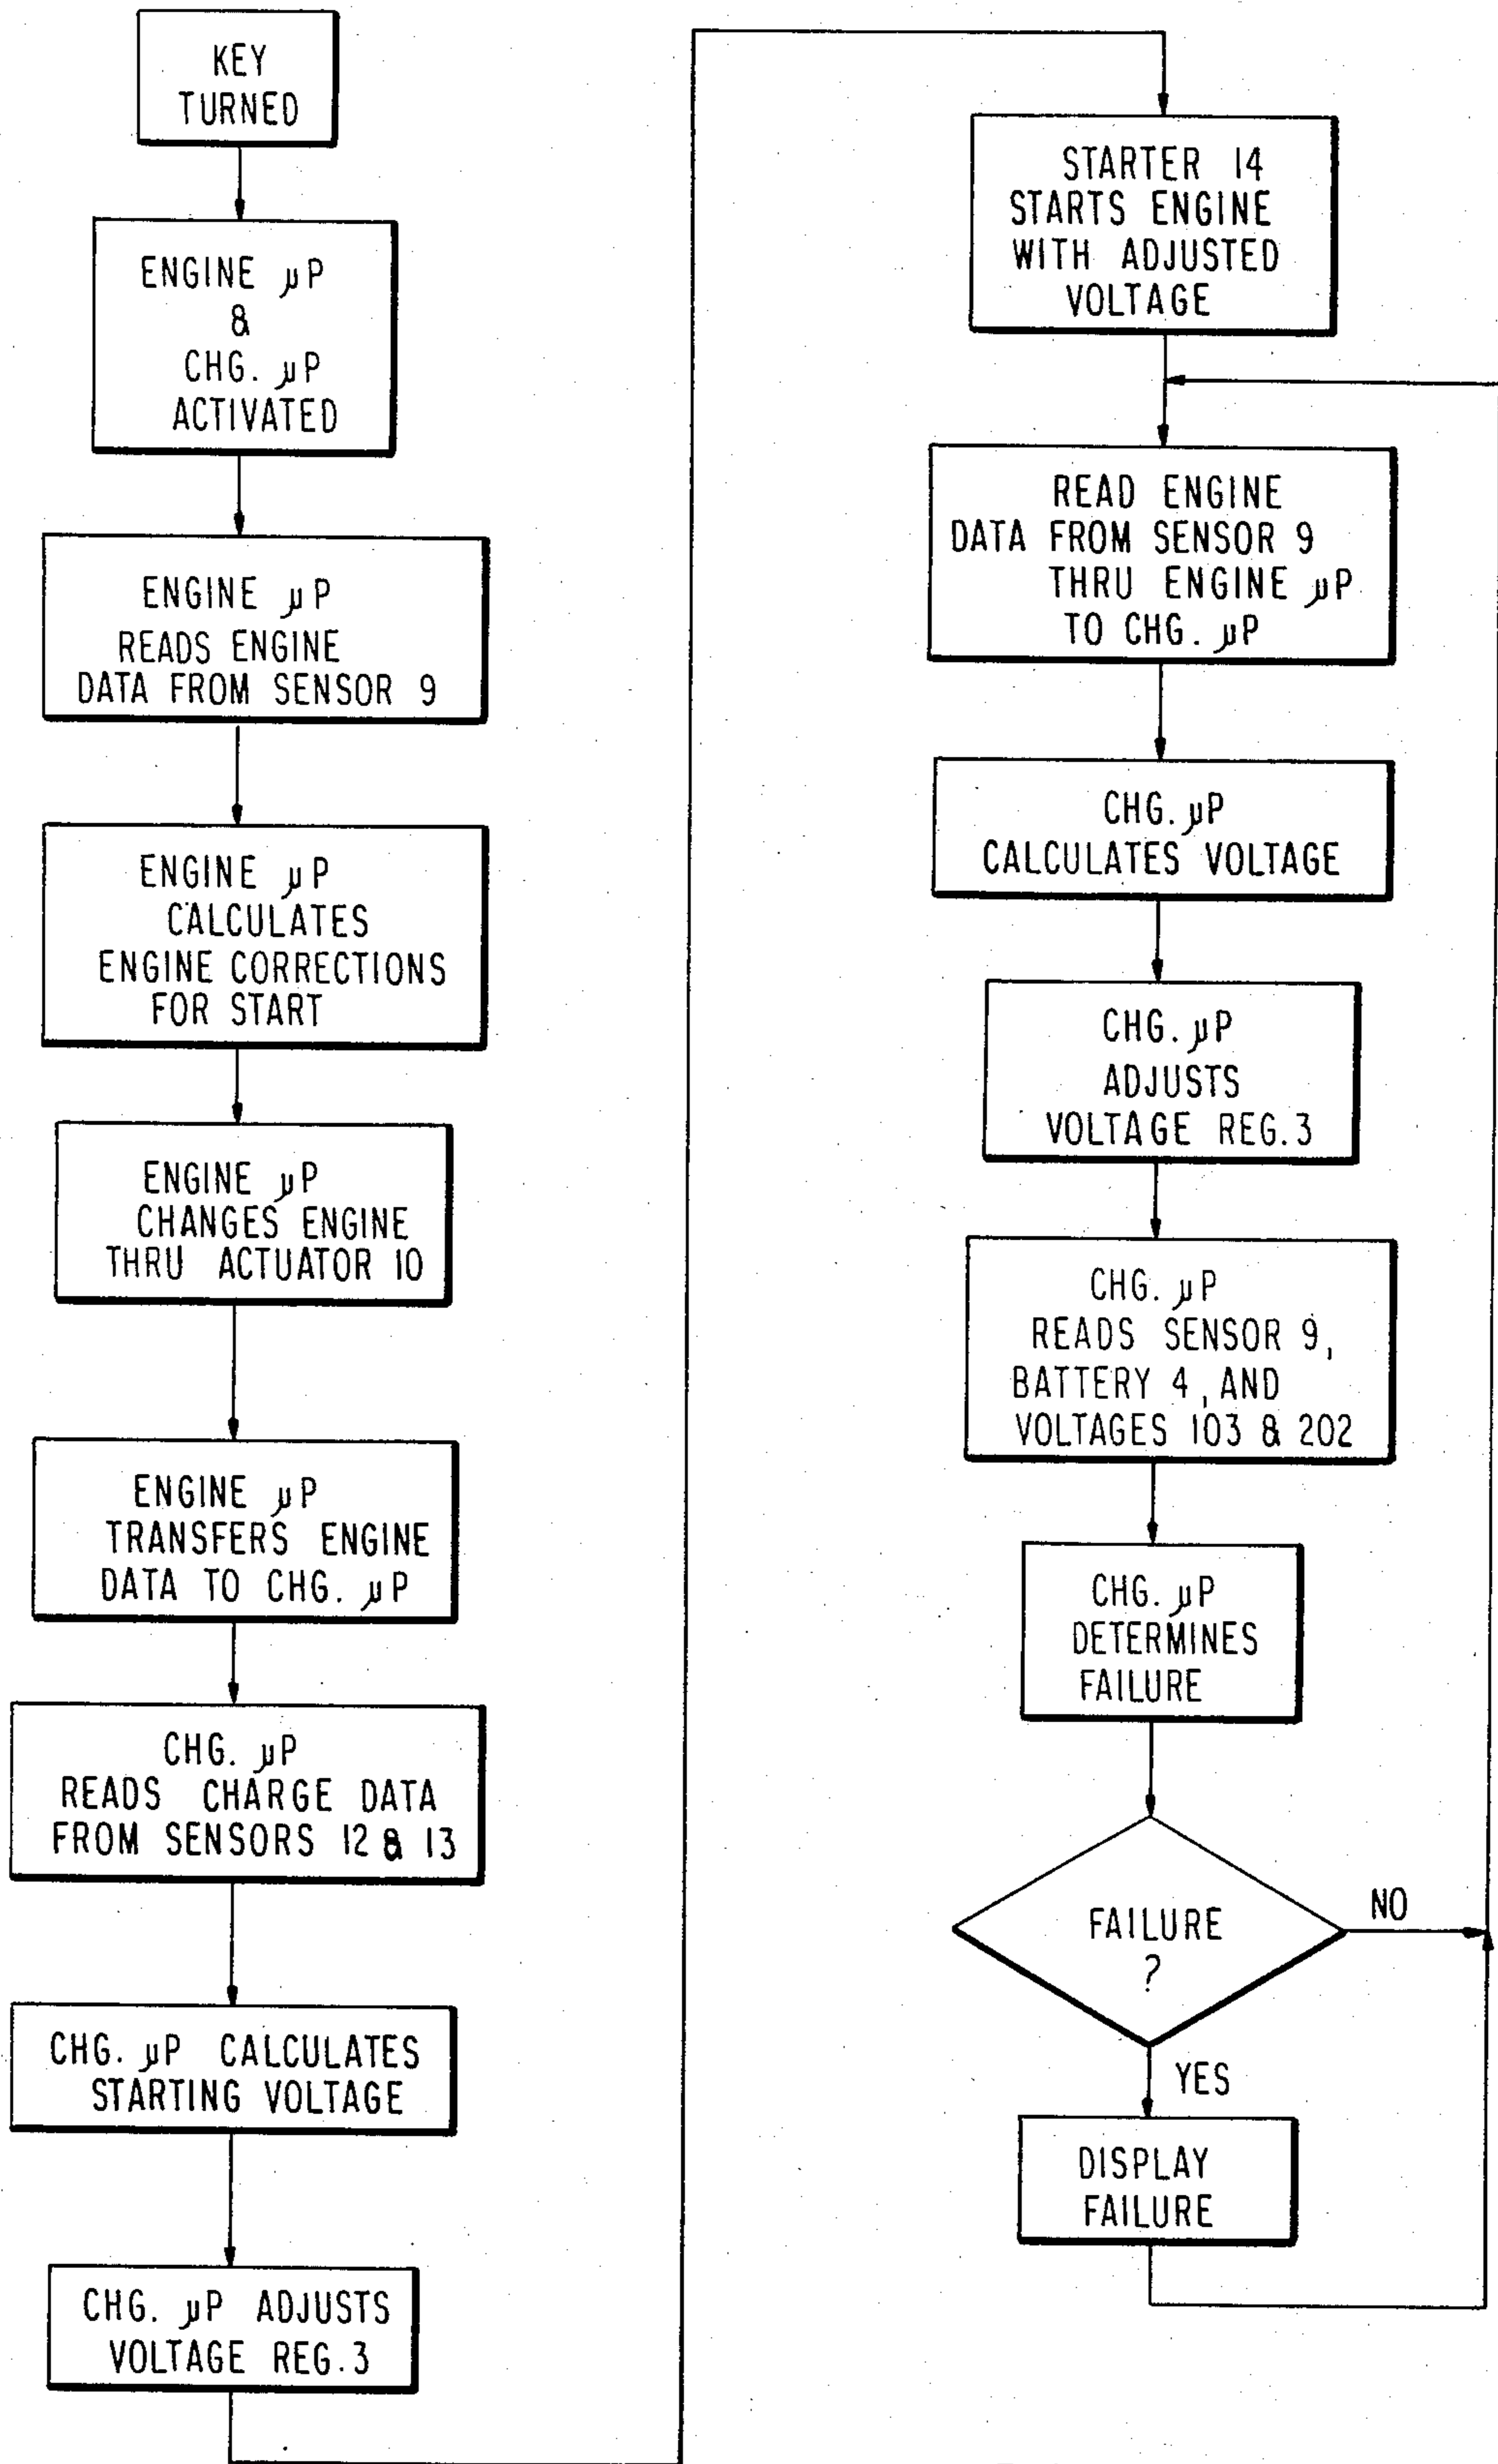 KEY
TURNED
ENGINE µP
&
CHG. µP
ACTIVATED
ENGINE µP
READS ENGINE
DATA FROM SENSOR 9
ENGINE µP
CALCULATES
ENGINE CORRECTIONS
FOR START
ENGINE µP
CHANGES ENGINE
THRU ACTUATOR 10
ENGINE µP
TRANSFERS ENGINE
DATA TO CHG. µP
CHG. µP
READS CHARGE DATA
FROM SENSORS 12 & 13
CHG. µP CALCULATES
STARTING VOLTAGE
CHG. µP ADJUSTS
VOLTAGE REG. 3
STARTER 14
STARTS ENGINE
WITH ADJUSTED
VOLTAGE
READ ENGINE
DATA FROM SENSOR 9
THRU ENGINE µP
TO CHG. µP
CHG. µP
CALCULATES VOLTAGE
CHG. µP
ADJUSTS
VOLTAGE REG. 3
CHG. µP
READS SENSOR 9,
BATTERY 4, AND
VOLTAGES 103 & 202
CHG. µP
DETERMINES
FAILURE
FAILURE
?
NO
YES
DISPLAY
FAILURE